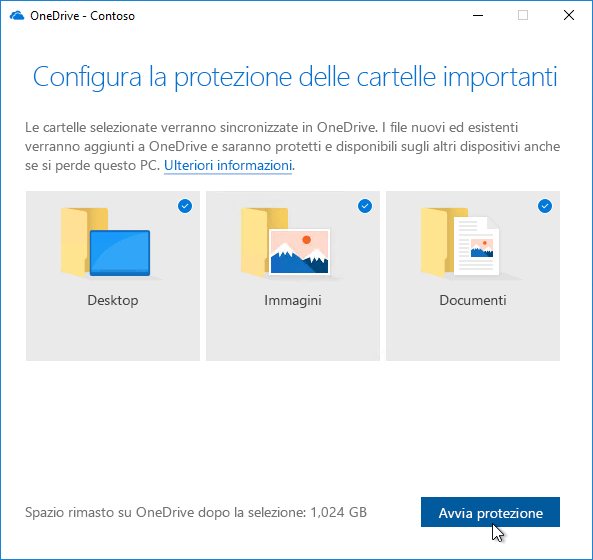 OneDrive - Contoso
Configura la protezione delle cartelle importanti
Le cartelle selezionate verranno sincronizzate in OneDrive. I file nuovi ed esistenti
verranno aggiunti a OneDrive e saranno protetti e disponibili sugli altri dispositivi anche
se si perde questo PC. Ulteriori informazioni.
Desktop
Immagini
Documenti
Spazio rimasto su OneDrive dopo la selezione: 1,024 GB
Avvia protezione